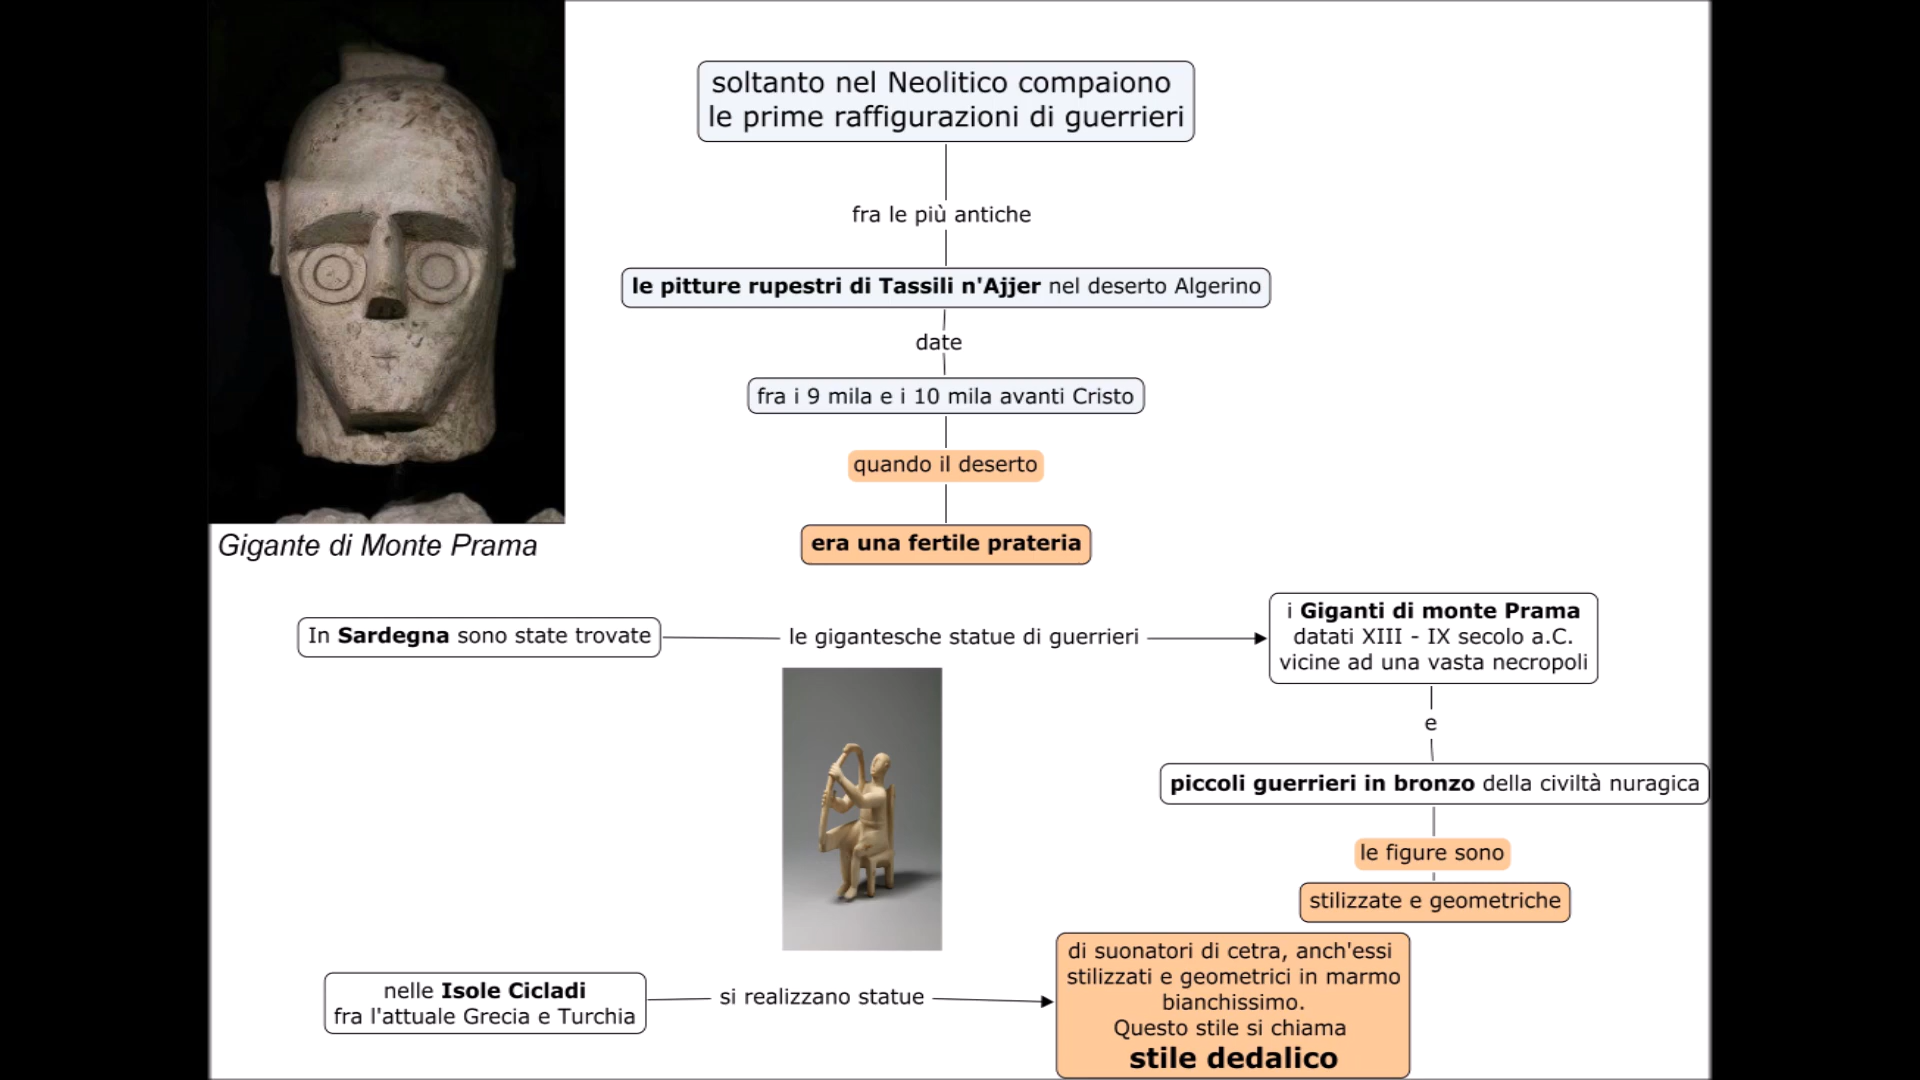 soltanto nel Neolitico compaiono
le prime raffigurazioni di guerrieri
fra le più antiche
le pitture rupestri di Tassili n'Ajjer nel deserto Algerino
date
fra i 9 mila e i 10 mila avanti Cristo
quando il deserto
era una fertile prateria
Gigante di Monte Prama
In Sardegna sono state trovate
le gigantesche statue di guerrieri
i Giganti di monte Prama
datati XIII - IX secolo a.C.
vicine ad una vasta necropoli
e
piccoli guerrieri in bronzo della civiltà nuragica
le figure sono
stilizzate e geometriche
nelle Isole Cicladi
fra l'attuale Grecia e Turchia
si realizzano statue
di suonatori di cetra, anch'essi
stilizzati e geometrici in marmo
bianchissimo.
Questo stile si chiama
stile dedalico